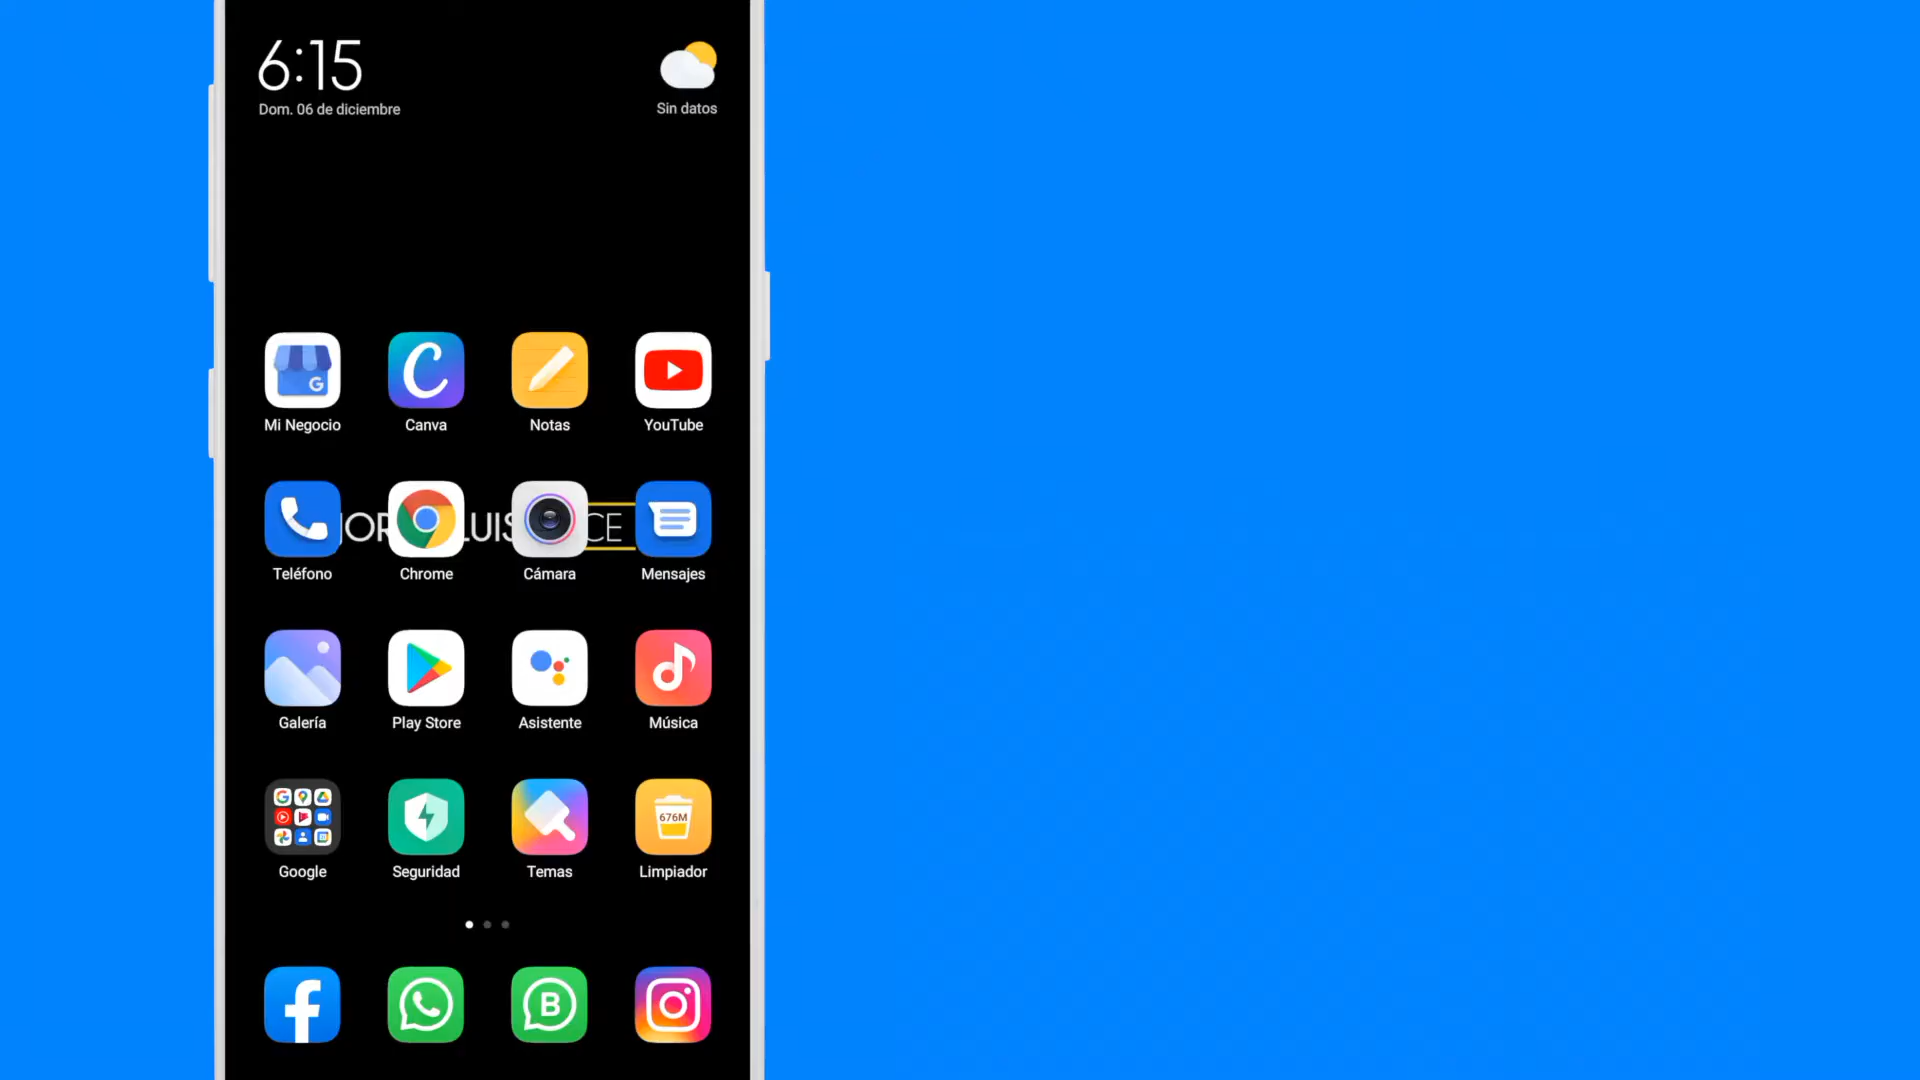 6:15
Dom. 06 de diciembre
Sin datos
Mi Negocio
Canva
Notas
YouTube
Teléfono
Chrome
Cámara
Mensajes
Galería
Play Store
Asistente
Música
676M
Google
Seguridad
Temas
Limpiador